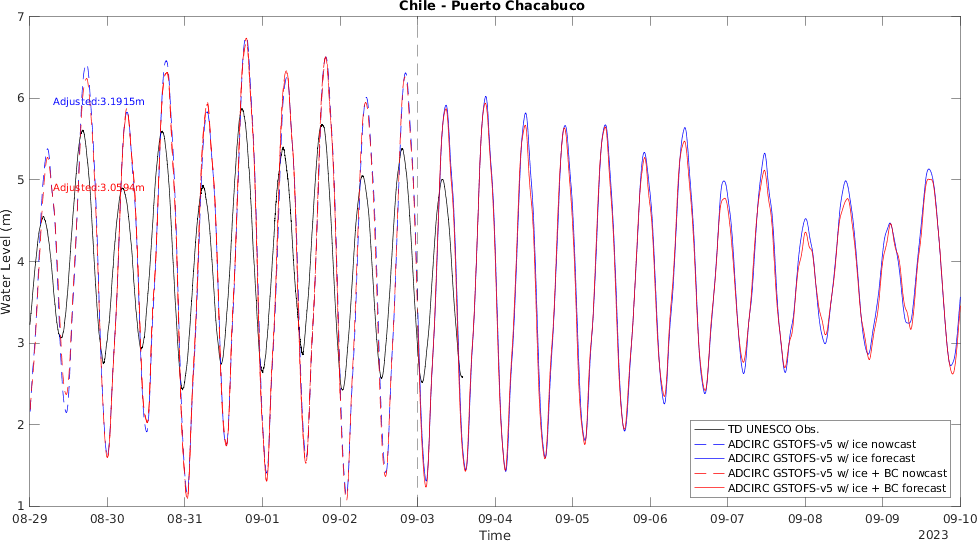 Chile - Puerto Chacabuco
Water Level (m)
7
6
5
4
3
2
1
Adjusted:3.1915m
Adjusted:3.0594m
TD UNESCO Obs.
ADCIRC GSTOFS-v5 w/ ice nowcast
ADCIRC GSTOFS-v5 w/ ice forecast
ADCIRC GSTOFS-v5 w/ ice + BC nowcast
ADCIRC GSTOFS-v5 w/ ice + BC forecast
08-29 08-30 08-31 09-01 09-02 09-03 09-04 09-05 09-06 09-07 09-08 09-09 09-10
Time
2023